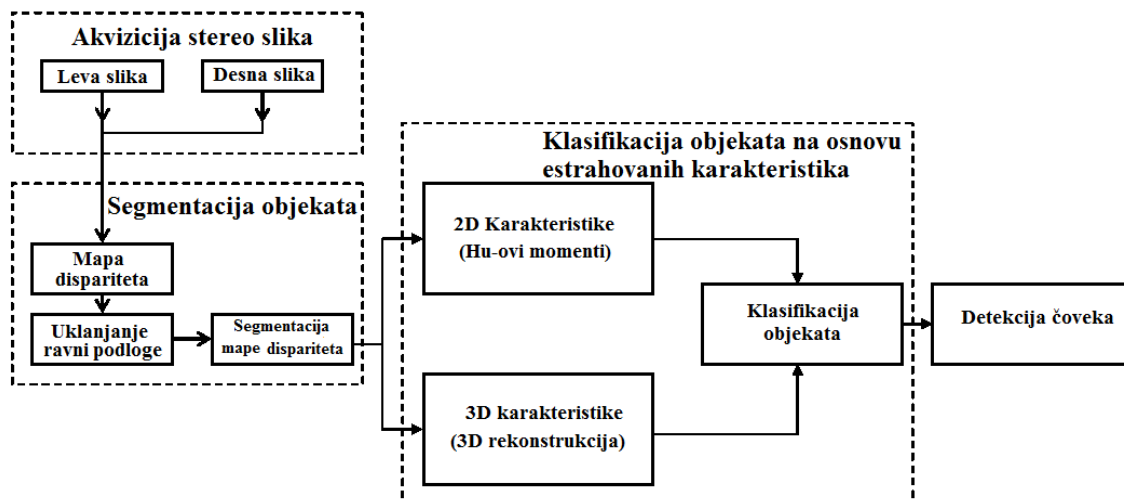 Akvizicija stereo slika
Leva slika
Desna slika
Segmentacija objekata
Mapa
dispariteta
Uklanjanje
ravni podloge
Segmentacija
mape dispariteta
Klasifikacija objekata na osnovu
estrahovanih karakteristika
2D Karakteristike
(Hu-ovi momenti)
3D karakteristike
(3D rekonstrukcija)
Klasifikacija
objekata
Detekcija čoveka